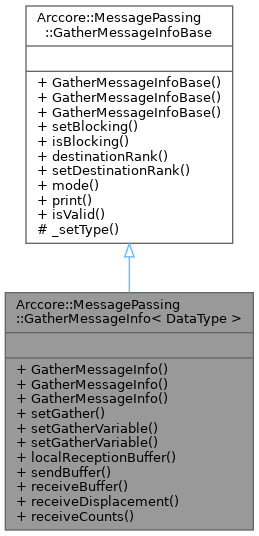 Arccore::MessagePassing
::GatherMessageInfoBase
+ GatherMessageInfoBase()
+ GatherMessageInfoBase()
+ GatherMessageInfoBase()
+ setBlocking()
+ isBlocking()
+ destinationRank()
+ setDestinationRank()
+ mode()
+ print()
+ isValid()
# _setType()
Arccore::MessagePassing
::GatherMessageInfo< DataType >
+ GatherMessageInfo()
+ GatherMessageInfo()
+ GatherMessageInfo()
+ setGather()
+ setGatherVariable()
+ setGatherVariable()
+ localReceptionBuffer()
+ sendBuffer()
+ receiveBuffer()
+ receiveDisplacement()
+ receiveCounts()